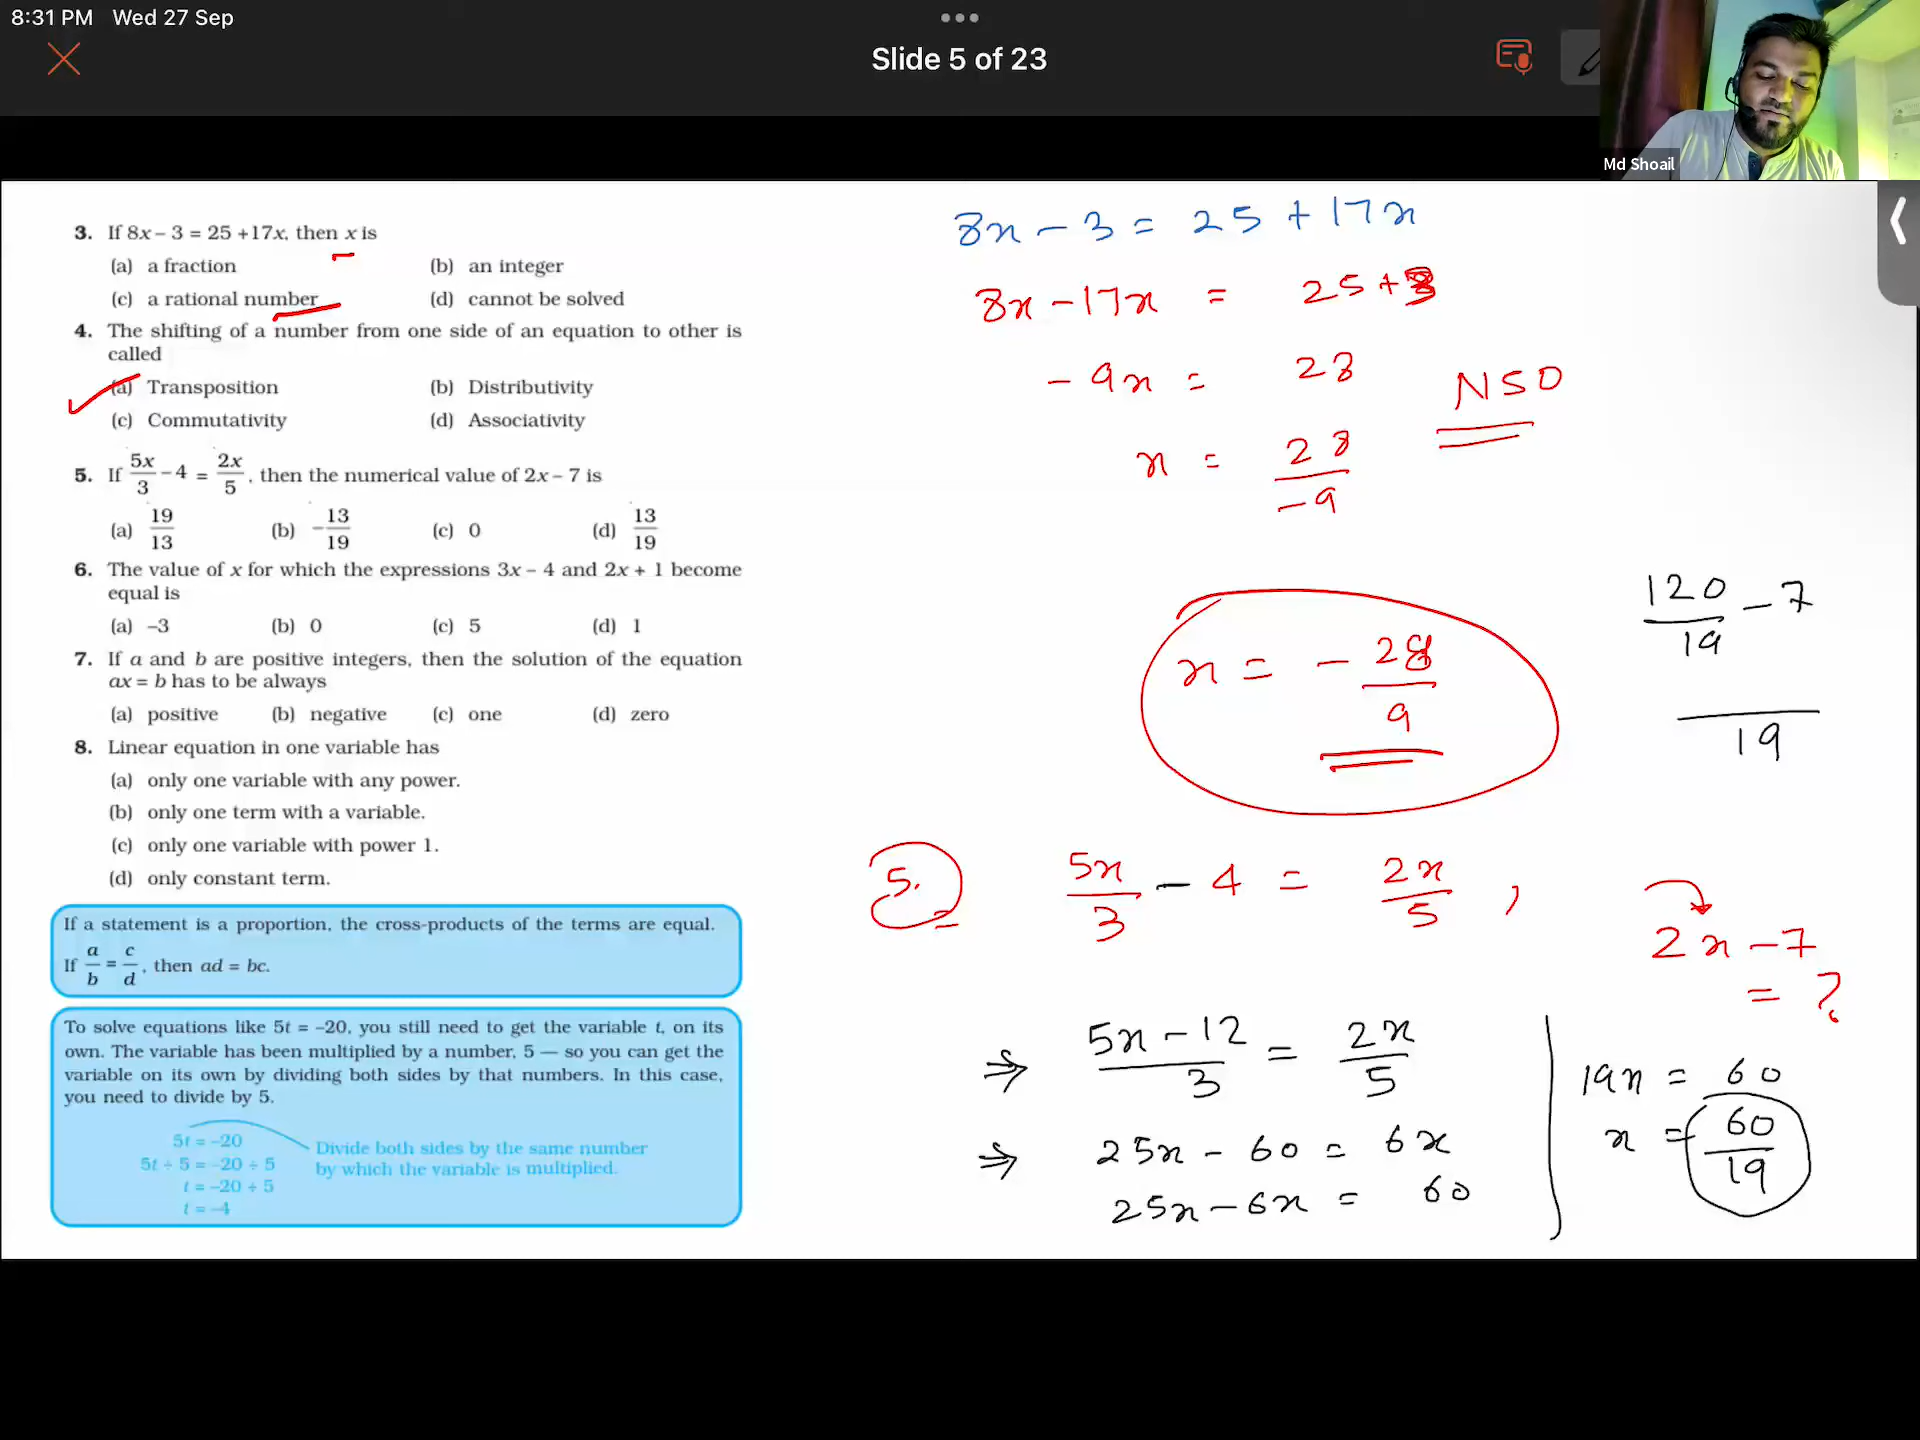 8:31 PM Wed 27 Sep
Slide 5 of 23
Md Shoail
3. If 8x – 3 = 25 +17x, then x is
(a) a fraction (b) an integer
(c) a rational number (d) cannot be solved
4. The shifting of a number from one side of an equation to other is
called
(a) Transposition (b) Distributivity
(c) Commutativity (d) Associativity
5. If 5x/3 – 4 = 2x/5, then the numerical value of 2x – 7 is
(a) 19/13 (b) –13/19 (c) 0 (d) 13/19
6. The value of x for which the expressions 3x – 4 and 2x + 1 become
equal is
(a) –3 (b) 0 (c) 5 (d) 1
7. If a and b are positive integers, then the solution of the equation
ax = b has to be always
(a) positive (b) negative (c) one (d) zero
8. Linear equation in one variable has
(a) only one variable with any power.
(b) only one term with a variable.
(c) only one variable with power 1.
(d) only constant term.
If a statement is a proportion, the cross-products of the terms are equal.
If a/b = c/d, then ad = bc.
To solve equations like 5t = –20, you still need to get the variable t, on its
own. The variable has been multiplied by a number, 5 — so you can get the
variable on its own by dividing both sides by that numbers. In this case,
you need to divide by 5.
5t = –20
5t ÷ 5 = –20 ÷ 5
t = –20 ÷ 5
t = –4
Divide both sides by the same number
by which the variable is multiplied.
8x – 3 = 25 + 17x
8x – 17x = 25 + 3
– 9x = 28
x = 28/–9
NSO
x = – 28/9
120/19 – 7
19
5. 5x/3 – 4 = 2x/5 ,
2x – 7
= ?
⇒ 5x – 12/3 = 2x/5
⇒ 25x – 60 = 6x
25x – 6x = 60
19x = 60
x = 60/19